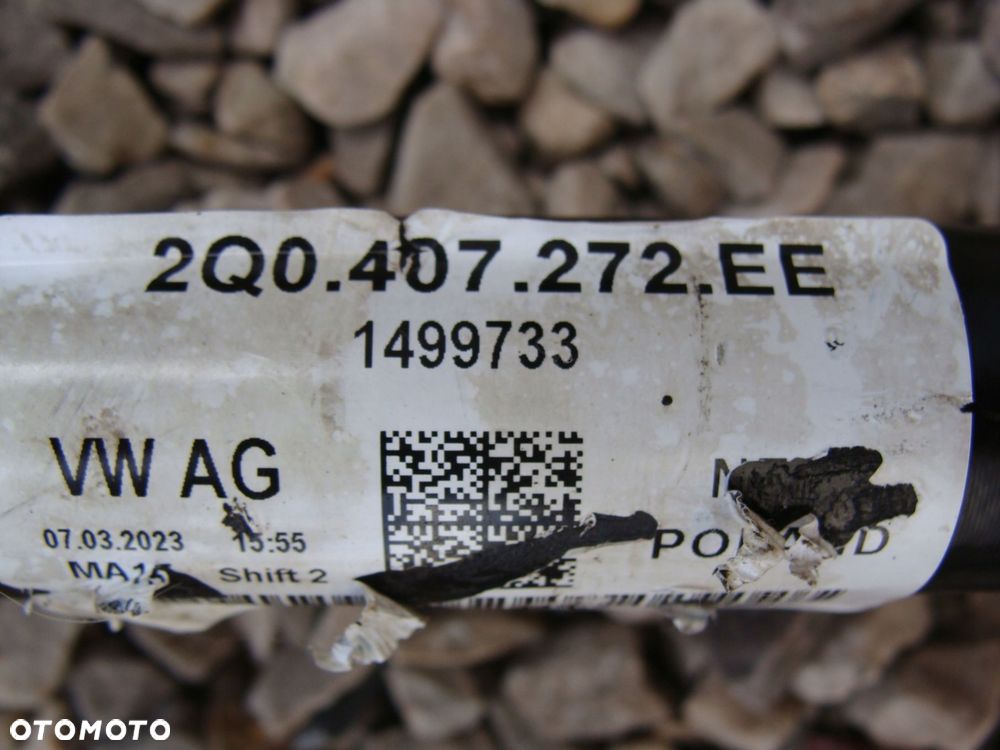 2Q0.407.272.EE
1499733
VW AG
07.03.2023 15:55
Shift 2
OTOMOTO